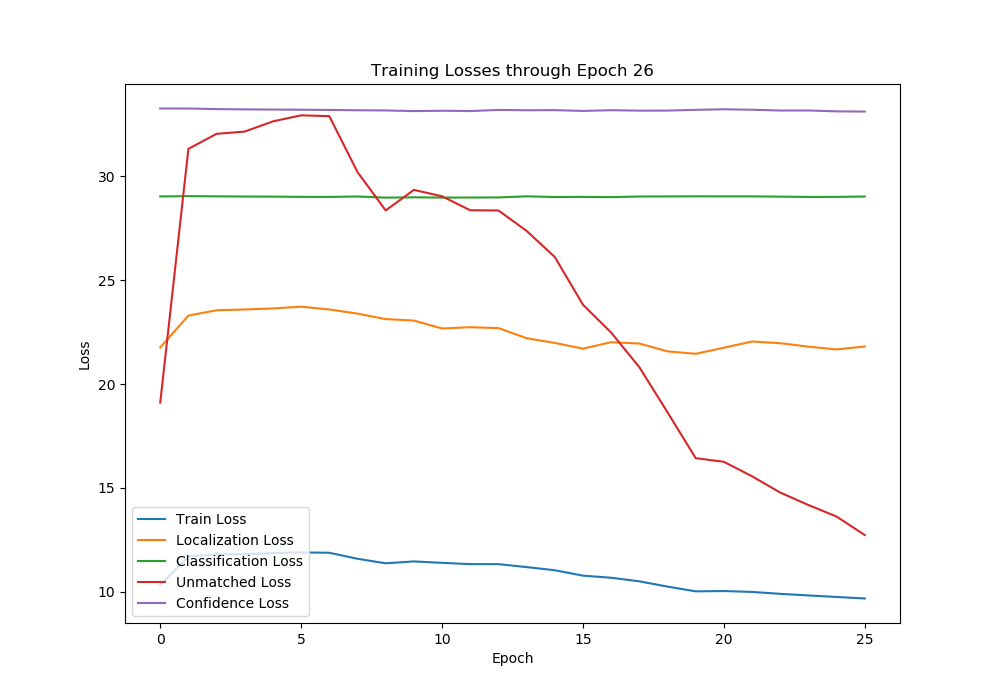 Training Losses through Epoch 26
Loss
30
25
20
15
10
Train Loss
Localization Loss
Classification Loss
Unmatched Loss
Confidence Loss
0 5 10 15 20 25
Epoch